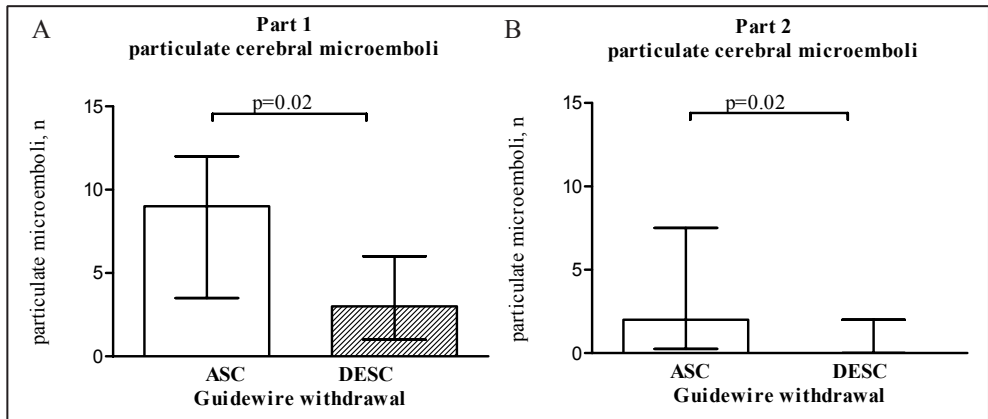 A
Part 1
particulate cerebral microemboli
p=0.02
particulate microemboli, n
15
10
5
0
ASC DESC
Guidewire withdrawal
B
Part 2
particulate cerebral microemboli
p=0.02
particulate microemboli, n
15
10
5
0
ASC DESC
Guidewire withdrawal